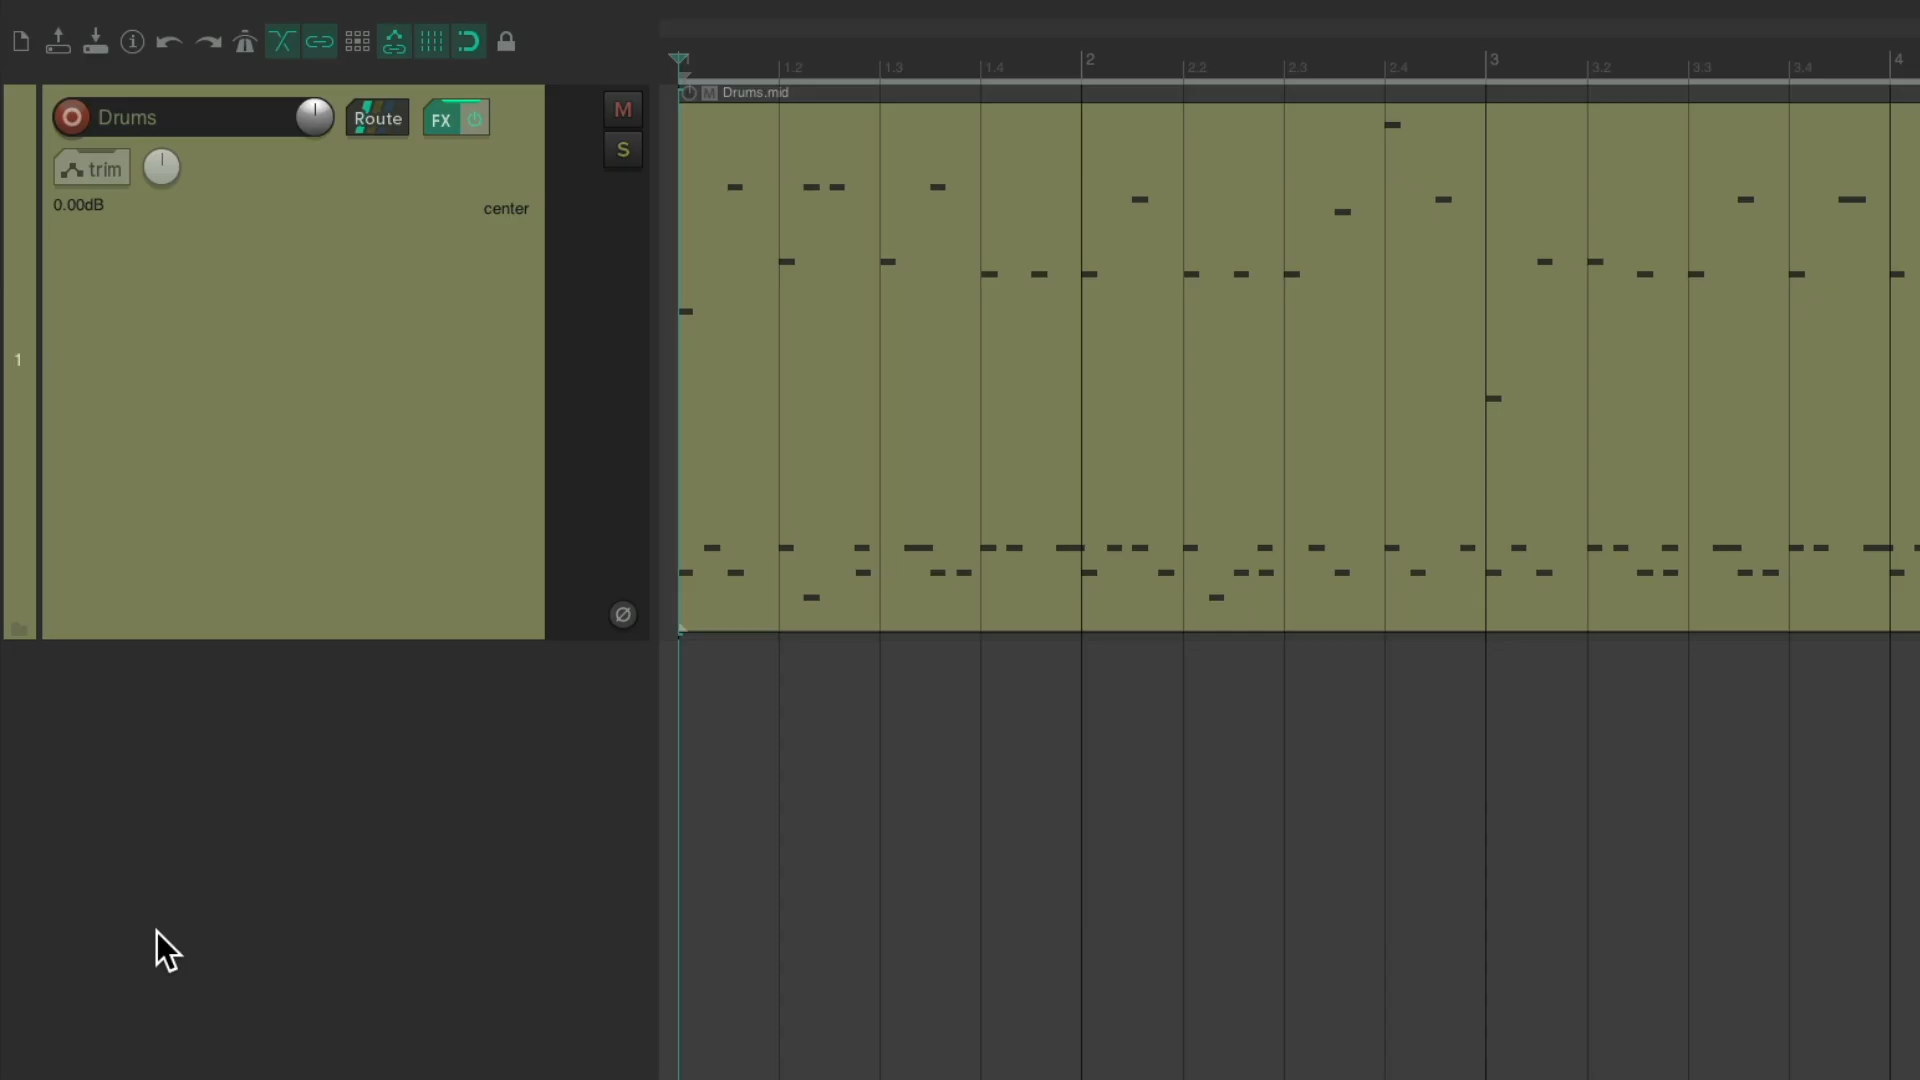 2 3 4
1.2 1.3 1.4 2.2 2.3 2.4 3.2 3.3 3.4
M Drums.mid
Drums Route FX M
trim S
0.00dB center
1